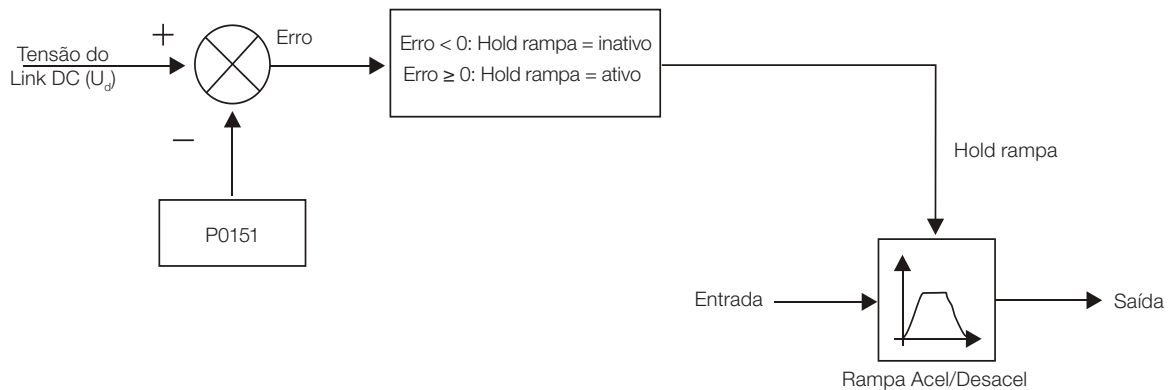 +
Erro
Tensão do
Link DC (Ud)
Erro < 0: Hold rampa = inativo
Erro ≥ 0: Hold rampa = ativo
−
Hold rampa
P0151
Entrada
Saída
Rampa Acel/Desacel